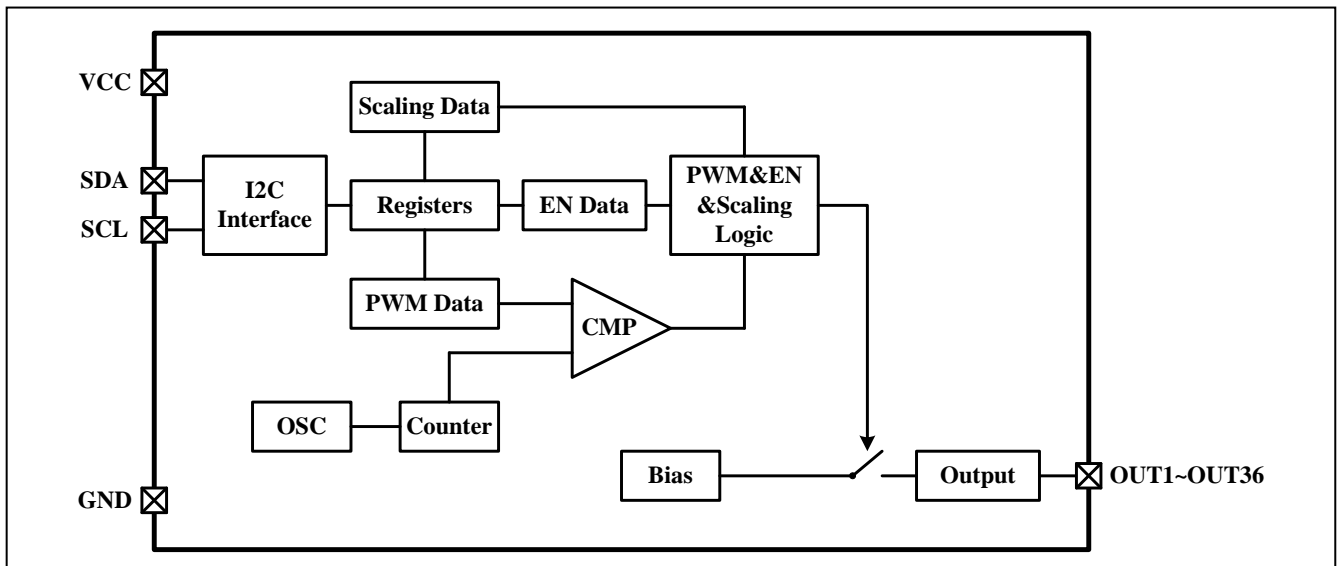 VCC
Scaling Data
SDA
SCL
I2C
Interface
Registers
EN Data
PWM&EN
&Scaling
Logic
PWM Data
CMP
OSC
Counter
GND
Bias
Output
OUT1~OUT36